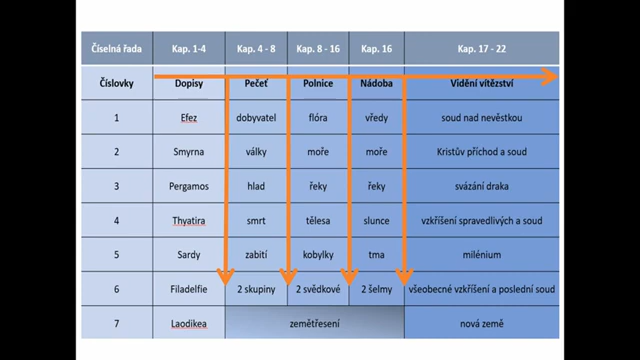 Číselná řada Kap. 1-4 Kap. 4 - 8 Kap. 8 - 16 Kap. 16 Kap. 17 - 22
Číslovky Dopisy Pečeť Polnice Nádoba Vidění vítězství
1 Efez dobyvatel flóra vředy soud nad nevěstkou
2 Smyrna války moře moře Kristův příchod a soud
3 Pergamos hlad řeky řeky svázání draka
4 Thyatira smrt tělesa slunce vzkříšení spravedlivých a soud
5 Sardy zabití kobylky tma milénium
6 Filadelfie 2 skupiny 2 svědkové 2 šelmy všeobecné vzkříšení a poslední soud
7 Laodikea zemětřesení nová země